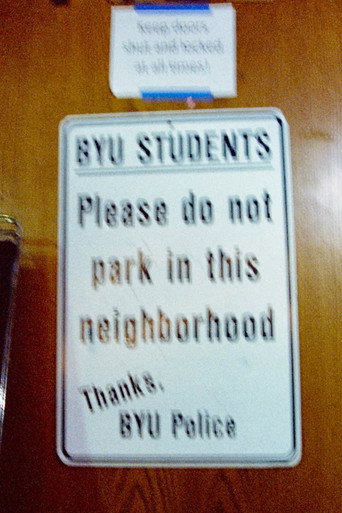 keep doors
shut and locked
at all times!
BYU STUDENTS
Please do not
park in this
neighborhood
Thanks,
BYU Police